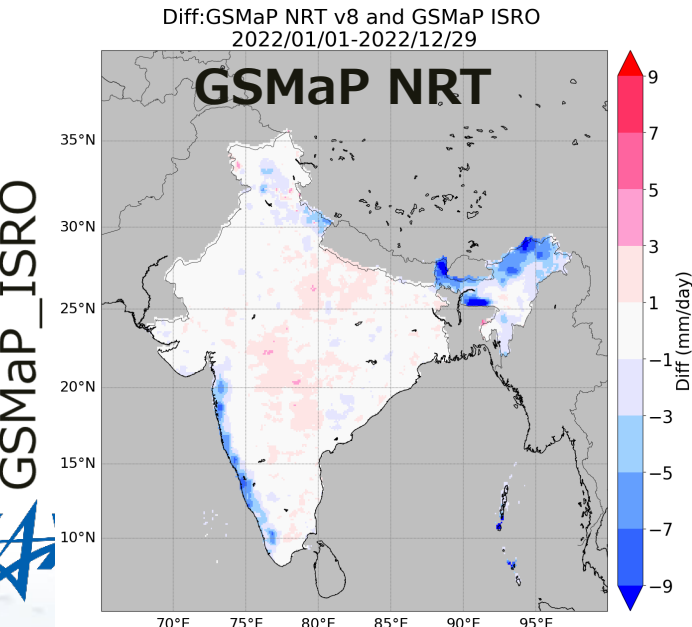 Diff:GSMaP NRT v8 and GSMaP ISRO
2022/01/01-2022/12/29
GSMaP NRT
GSMaP_ISRO
35°N
30°N
25°N
20°N
15°N
10°N
70°E
75°E
80°E
85°E
90°E
95°E
9
7
5
3
1
−1
−3
−5
−7
−9
Diff (mm/day)